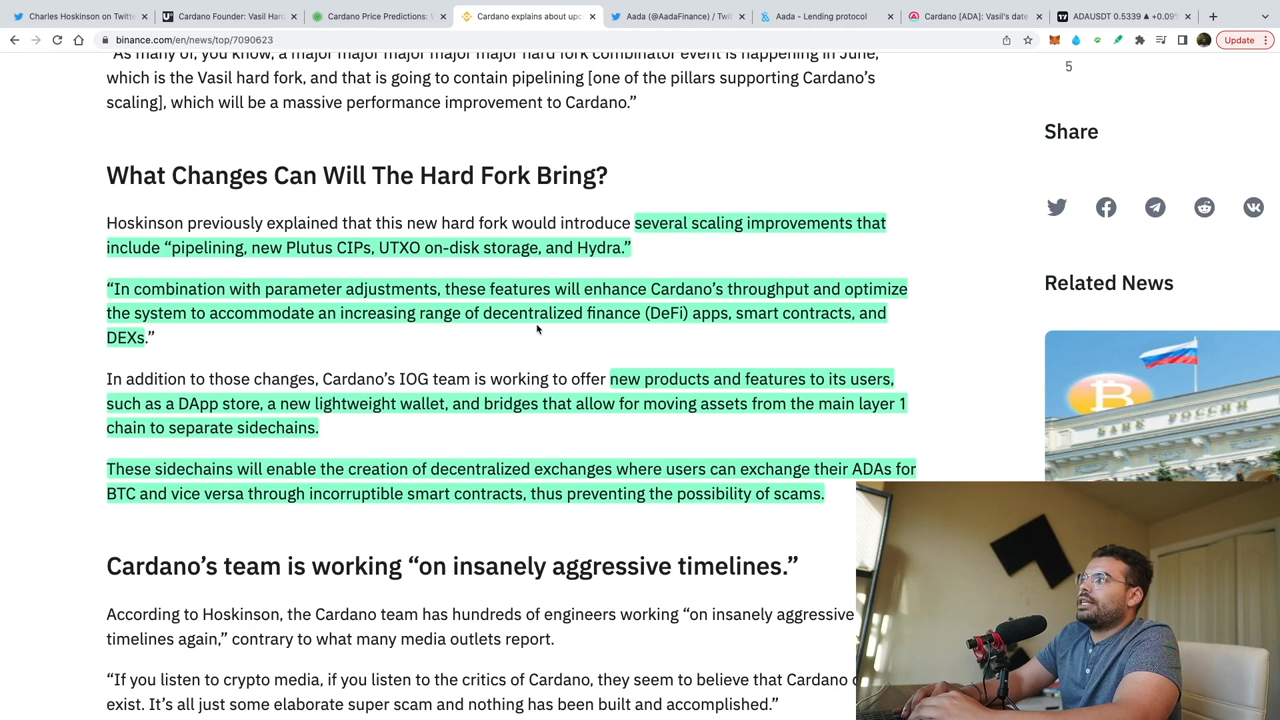 Charles Hoskinson on Twitte
Cardano Founder: Vasil Har
Cardano Price Predictions:
Cardano explains about upc
Aada (@AadaFinance) / Twit
Aada - Lending protocol
Cardano [ADA]: Vasil's date
ADAUSDT 0.5339 ▲ +0.09
binance.com/en/news/top/7090623
Update
"As many of, you know, a major major major major major hard fork combinator event is happening in June,
which is the Vasil hard fork, and that is going to contain pipelining [one of the pillars supporting Cardano's
scaling], which will be a massive performance improvement to Cardano."
5
Share
What Changes Can Will The Hard Fork Bring?
Hoskinson previously explained that this new hard fork would introduce several scaling improvements that
include "pipelining, new Plutus CIPs, UTXO on-disk storage, and Hydra."
Related News
"In combination with parameter adjustments, these features will enhance Cardano's throughput and optimize
the system to accommodate an increasing range of decentralized finance (DeFi) apps, smart contracts, and
DEXs."
In addition to those changes, Cardano's IOG team is working to offer new products and features to its users,
such as a DApp store, a new lightweight wallet, and bridges that allow for moving assets from the main layer 1
chain to separate sidechains.
БАНК РОССИИ
These sidechains will enable the creation of decentralized exchanges where users can exchange their ADAs for
BTC and vice versa through incorruptible smart contracts, thus preventing the possibility of scams.
Cardano's team is working "on insanely aggressive timelines."
According to Hoskinson, the Cardano team has hundreds of engineers working "on insanely aggressive
timelines again," contrary to what many media outlets report.
"If you listen to crypto media, if you listen to the critics of Cardano, they seem to believe that Cardano
exist. It's all just some elaborate super scam and nothing has been built and accomplished."